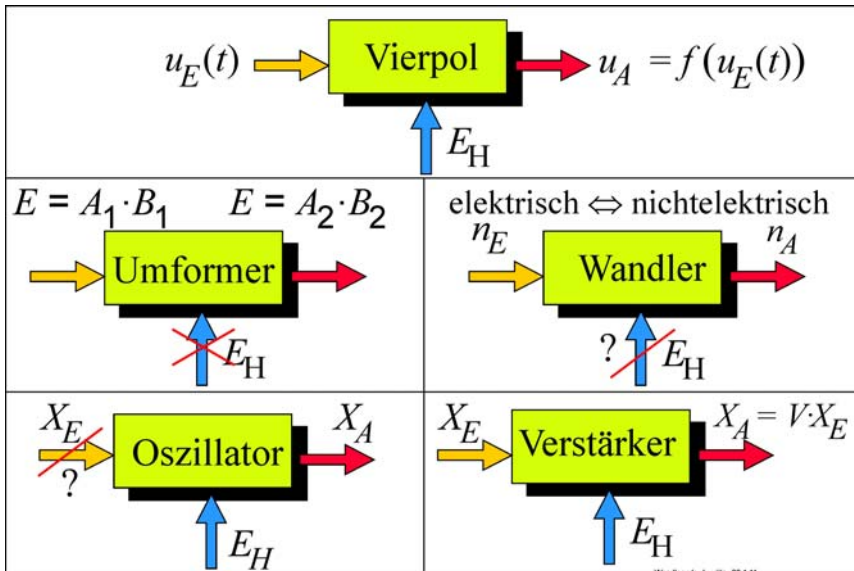 u_E(t) Vierpol u_A = f(u_E(t))
E_H
E = A_1·B_1 E = A_2·B_2
Umformer
E_H
elektrisch ⇔ nichtelektrisch
n_E n_A
Wandler
? E_H
X_E X_A
Oszillator
?
E_H
X_E X_A = V·X_E
Verstärker
E_H